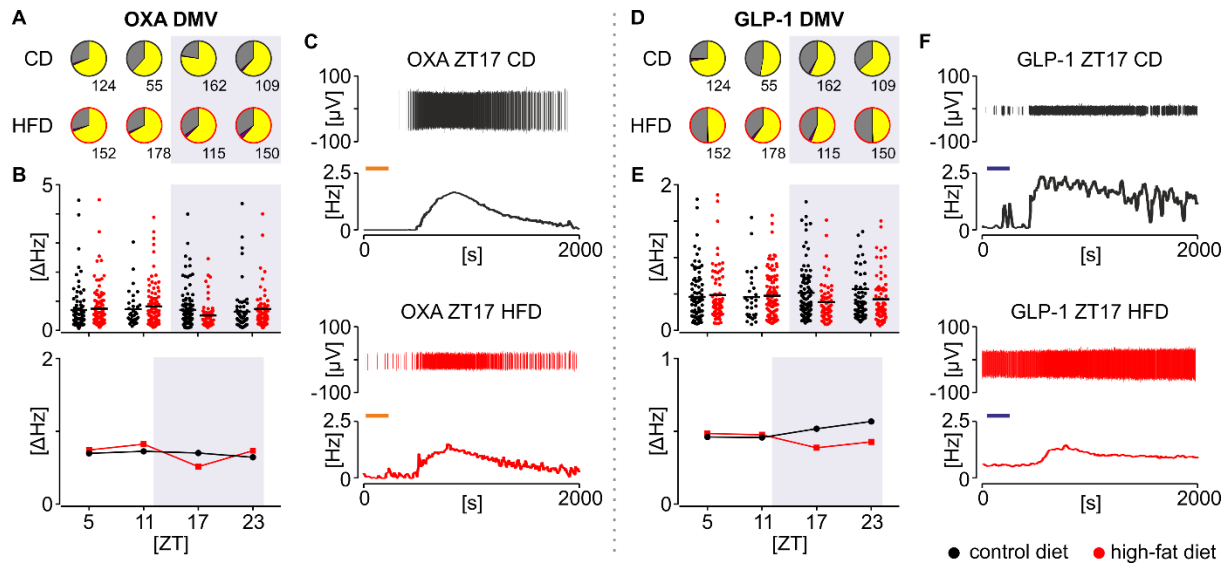 A OXA DMV
CD
124 55 162 109
HFD
152 178 115 150
B
5
[ΔHz]
0
2
[ΔHz]
0
5 11 17 23
[ZT]
C
OXA ZT17 CD
100
[µV]
-100
2.5
[Hz]
0
0 2000
[s]
OXA ZT17 HFD
100
[µV]
-100
2.5
[Hz]
0
0 2000
[s]
D GLP-1 DMV
CD
124 55 162 109
HFD
152 178 115 150
E
2
[ΔHz]
0
1
[ΔHz]
0
5 11 17 23
[ZT]
F
GLP-1 ZT17 CD
100
[µV]
-100
2.5
[Hz]
0
0 2000
[s]
GLP-1 ZT17 HFD
100
[µV]
-100
2.5
[Hz]
0
0 2000
[s]
control diet high-fat diet